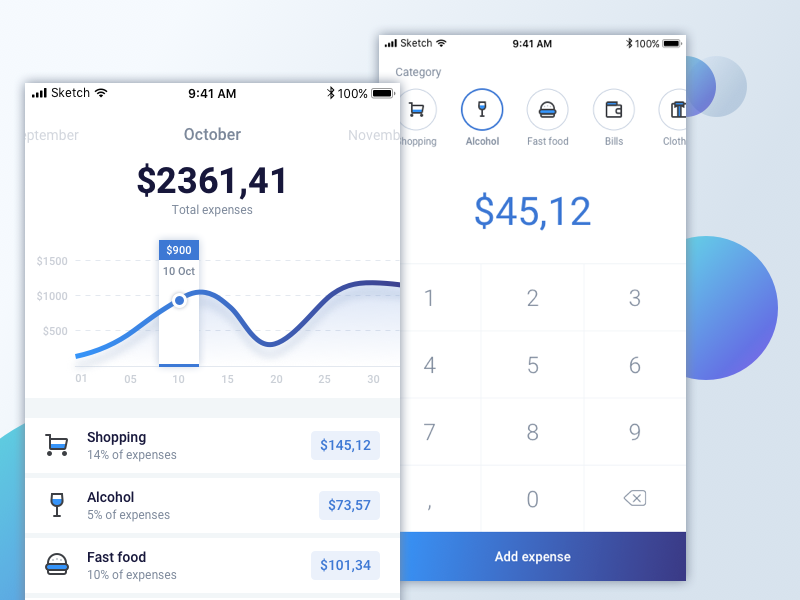 Sketch 9:41 AM 100%
eptember October Novemb
$2361,41
Total expenses
$900
10 Oct
$1500
$1000
$500
01 05 10 15 20 25 30
Shopping
14% of expenses
$145,12
Alcohol
5% of expenses
$73,57
Fast food
10% of expenses
$101,34
Sketch 9:41 AM 100%
Category
hopping Alcohol Fast food Bills Cloth
$45,12
1 2 3
4 5 6
7 8 9
, 0
Add expense